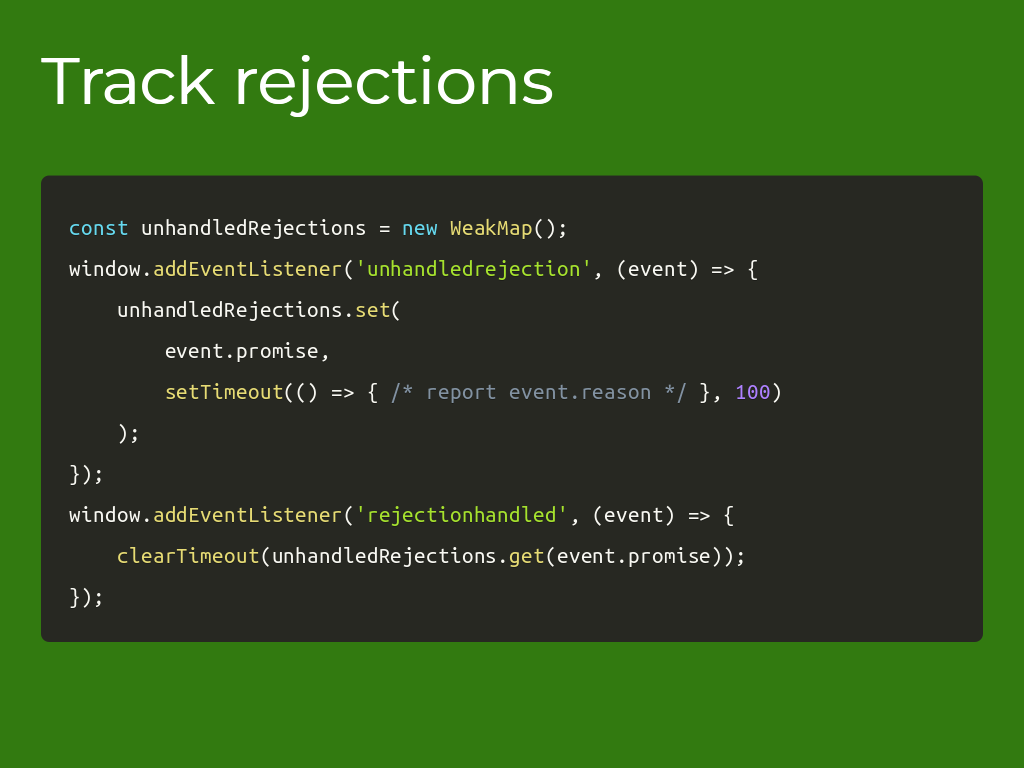 Track rejections
const unhandledRejections = new WeakMap();
window.addEventListener('unhandledrejection', (event) => {
    unhandledRejections.set(
        event.promise,
        setTimeout(() => { /* report event.reason */ }, 100)
    );
});
window.addEventListener('rejectionhandled', (event) => {
    clearTimeout(unhandledRejections.get(event.promise));
});